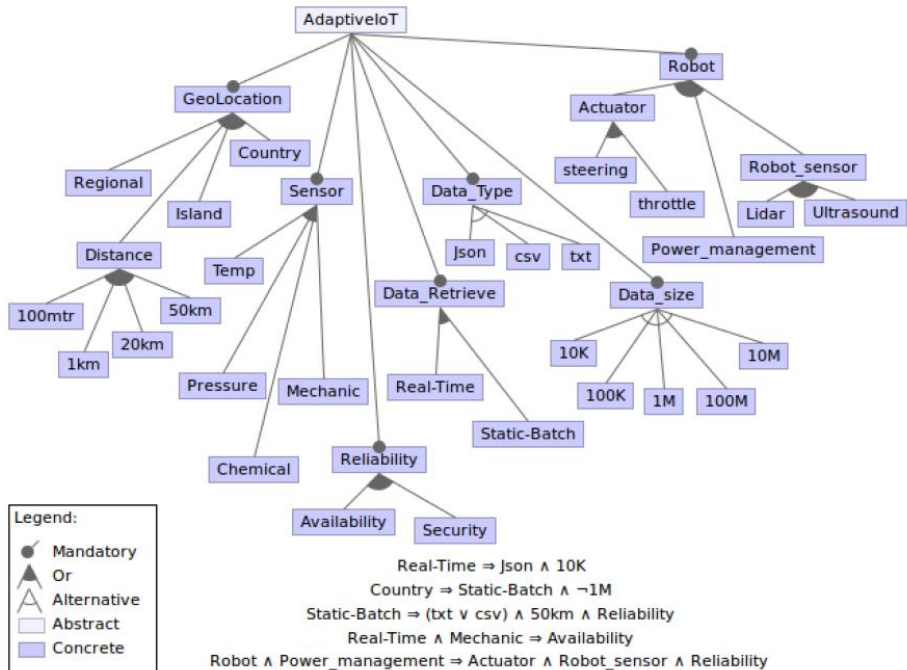 AdaptiveIoT
Robot
GeoLocation
Actuator
Country
steering
Robot_sensor
Regional
Sensor
Data_Type
Island
throttle
Lidar
Ultrasound
Distance
Json
csv
txt
Power_management
Temp
Data_Retrieve
Data_size
100mtr
50km
20km
1km
10K
10M
Pressure
Mechanic
Real-Time
100K
1M
100M
Static-Batch
Chemical
Reliability
Availability
Security
Legend:
Mandatory
Or
Alternative
Abstract
Concrete
Real-Time ⇒ Json ∧ 10K
Country ⇒ Static-Batch ∧ ¬1M
Static-Batch ⇒ (txt ∨ csv) ∧ 50km ∧ Reliability
Real-Time ∧ Mechanic ⇒ Availability
Robot ∧ Power_management ⇒ Actuator ∧ Robot_sensor ∧ Reliability